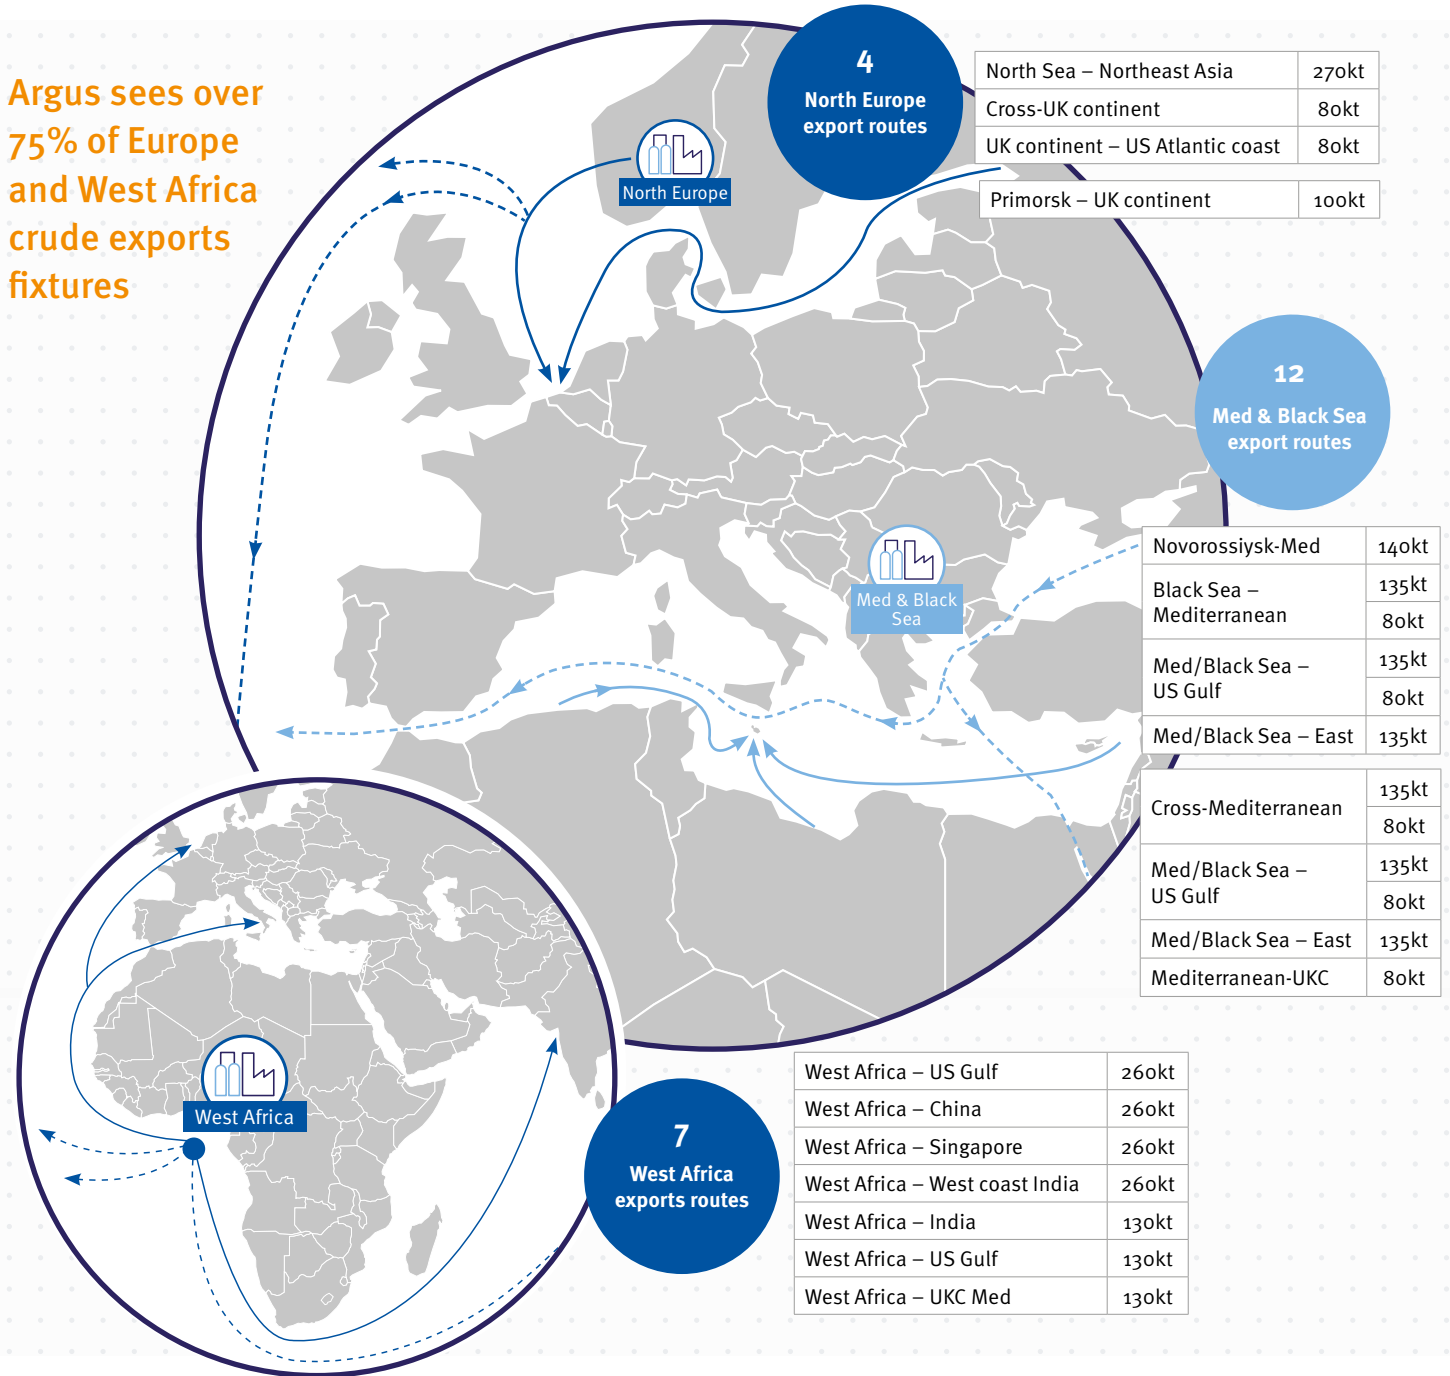 Argus sees over
75% of Europe
and West Africa
crude exports
fixtures
4
North Europe
export routes
North Sea – Northeast Asia 270kt
Cross-UK continent 80kt
UK continent – US Atlantic coast 80kt
Primorsk – UK continent 100kt
North Europe
12
Med & Black Sea
export routes
Med & Black
Sea
Novorossiysk-Med 140kt
Black Sea –
Mediterranean
135kt
80kt
Med/Black Sea –
US Gulf
135kt
80kt
Med/Black Sea – East 135kt
Cross-Mediterranean
135kt
80kt
Med/Black Sea –
US Gulf
135kt
80kt
Med/Black Sea – East 135kt
Mediterranean-UKC 80kt
West Africa
7
West Africa
exports routes
West Africa – US Gulf 260kt
West Africa – China 260kt
West Africa – Singapore 260kt
West Africa – West coast India 260kt
West Africa – India 130kt
West Africa – US Gulf 130kt
West Africa – UKC Med 130kt